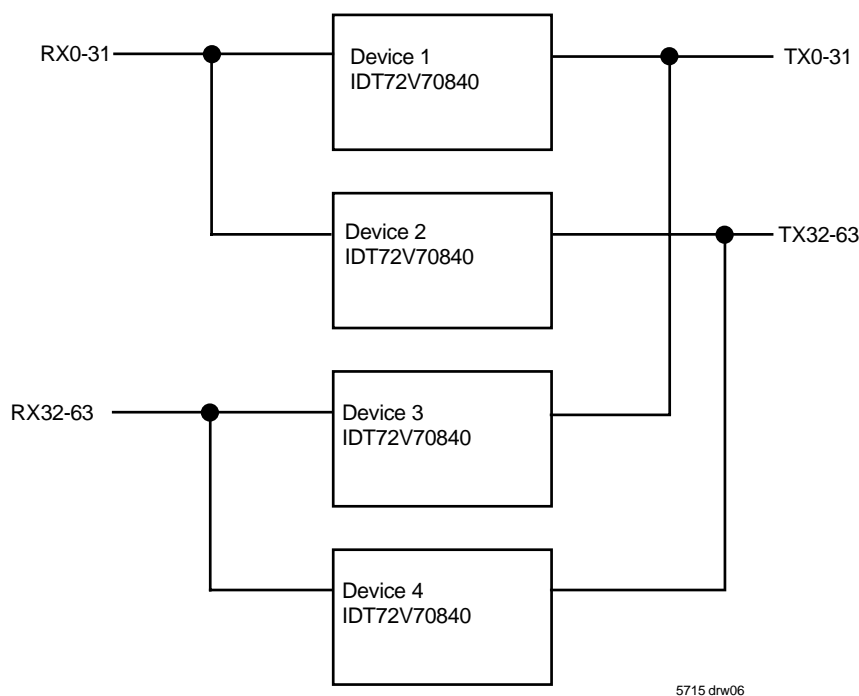 RX0-31
Device 1
IDT72V70840
TX0-31
Device 2
IDT72V70840
TX32-63
RX32-63
Device 3
IDT72V70840
Device 4
IDT72V70840
5715 drw06